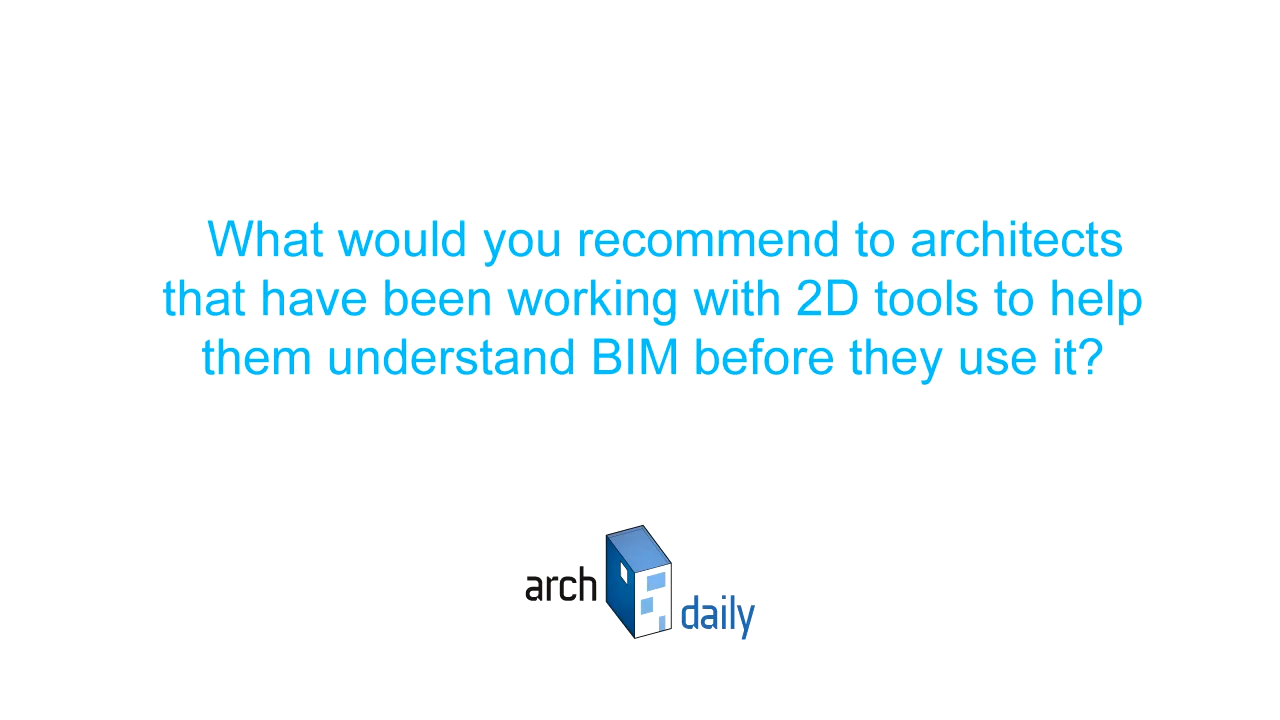 What would you recommend to architects
that have been working with 2D tools to help
them understand BIM before they use it?
arch
daily